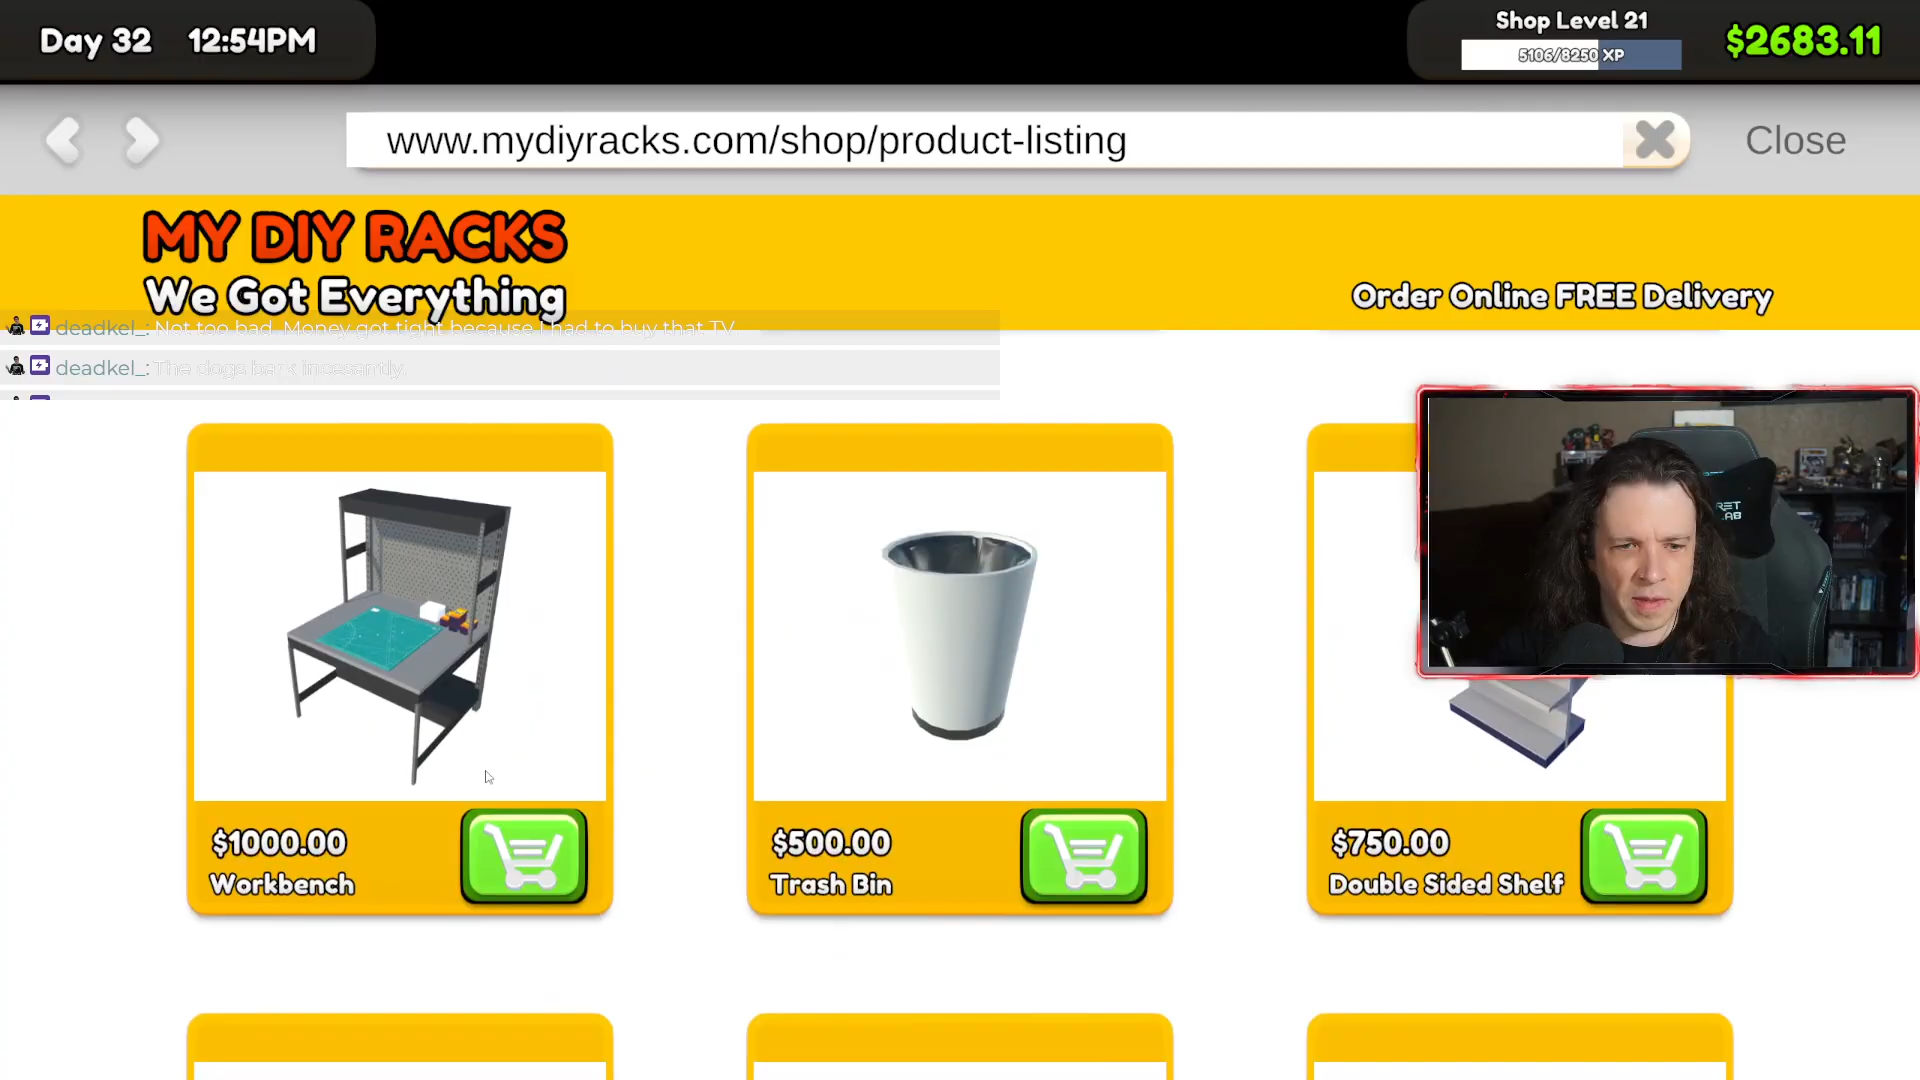 Day 32 12:54PM
Shop Level 21
5106/8250 XP
$2683.11
www.mydiyracks.com/shop/product-listing
Close
MY DIY RACKS
We Got Everything
Order Online FREE Delivery
deadkel_: Not too bad. Money got tight because I had to buy that TV.
deadkel_: The dogs bark incesantly.
$1000.00
Workbench
$500.00
Trash Bin
$750.00
Double Sided Shelf